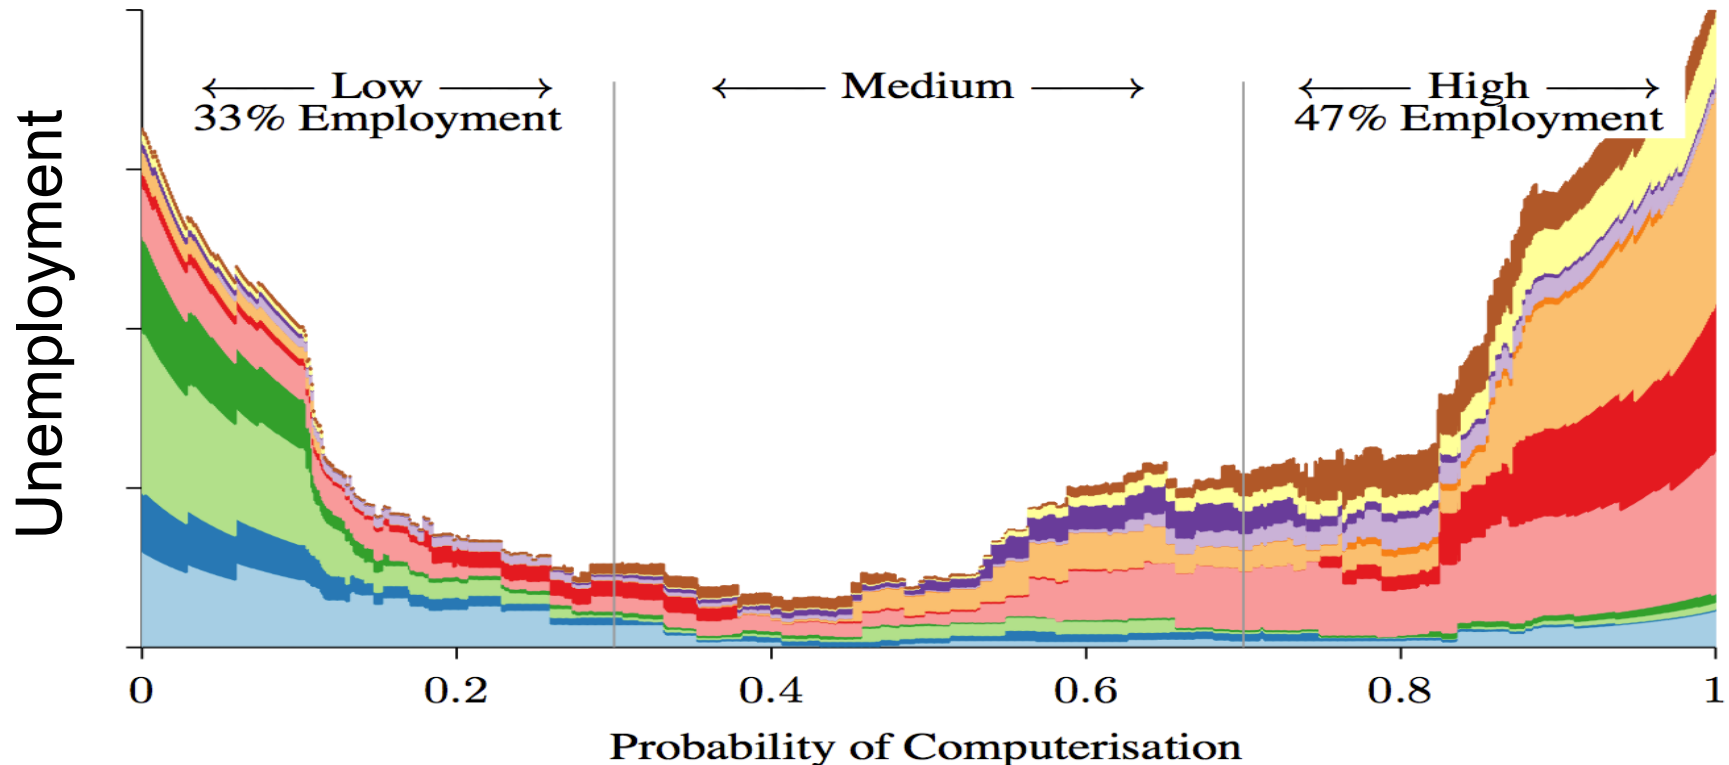 Unemployment
Low
33% Employment
Medium
High
47% Employment
0
0.2
0.4
0.6
0.8
1
Probability of Computerisation